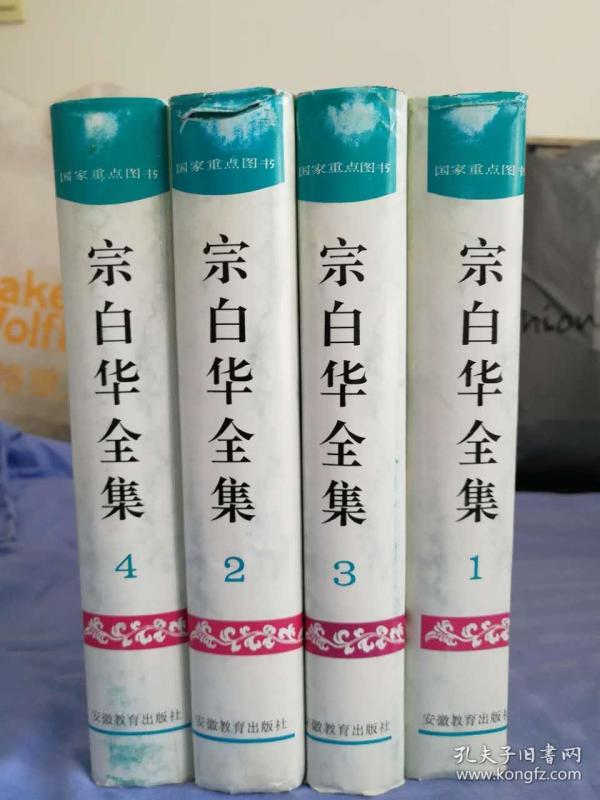 国家重点图书
宗白华全集
4
安徽教育出版社
国家重点图书
宗白华全集
2
安徽教育出版社
国家重点图书
宗白华全集
3
安徽教育出版社
国家重点图书
宗白华全集
1
安徽教育出版社
孔夫子旧书网
www.kongfz.com